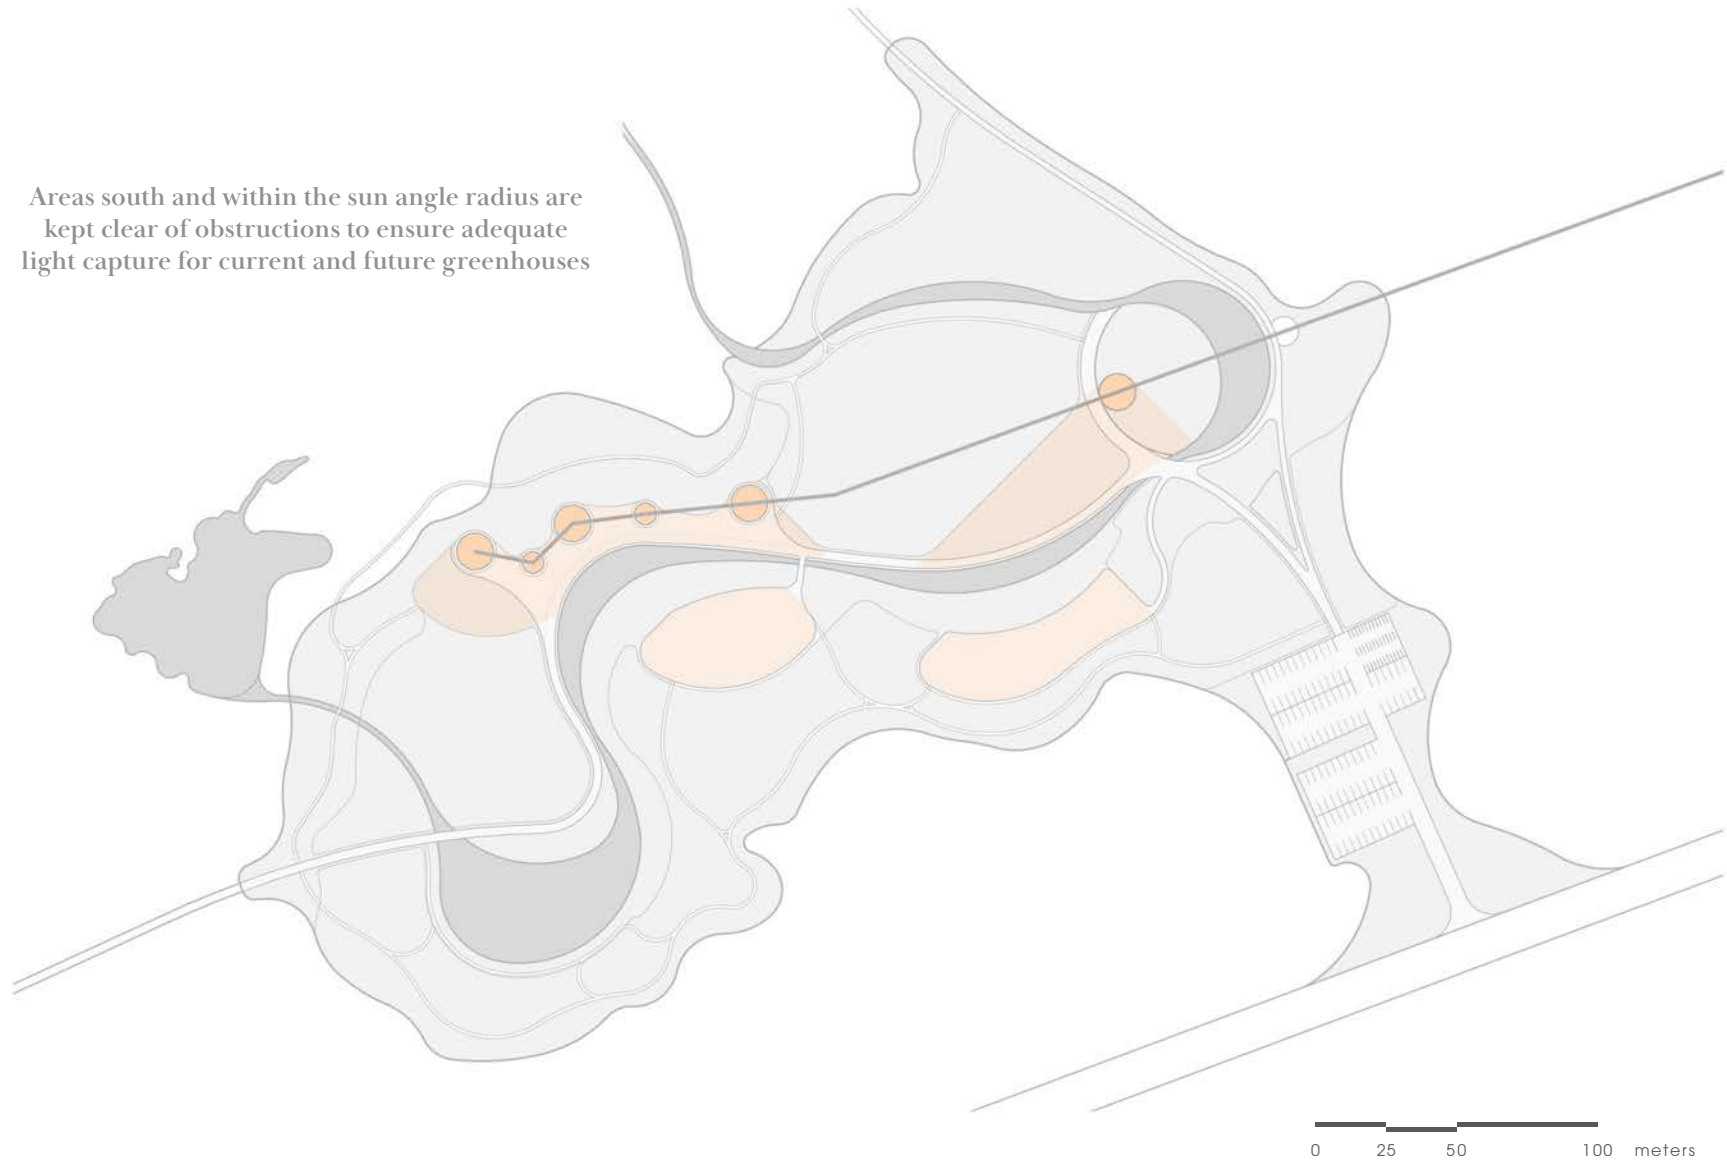 Areas south and within the sun angle radius are
kept clear of obstructions to ensure adequate
light capture for current and future greenhouses
0 25 50 100 meters